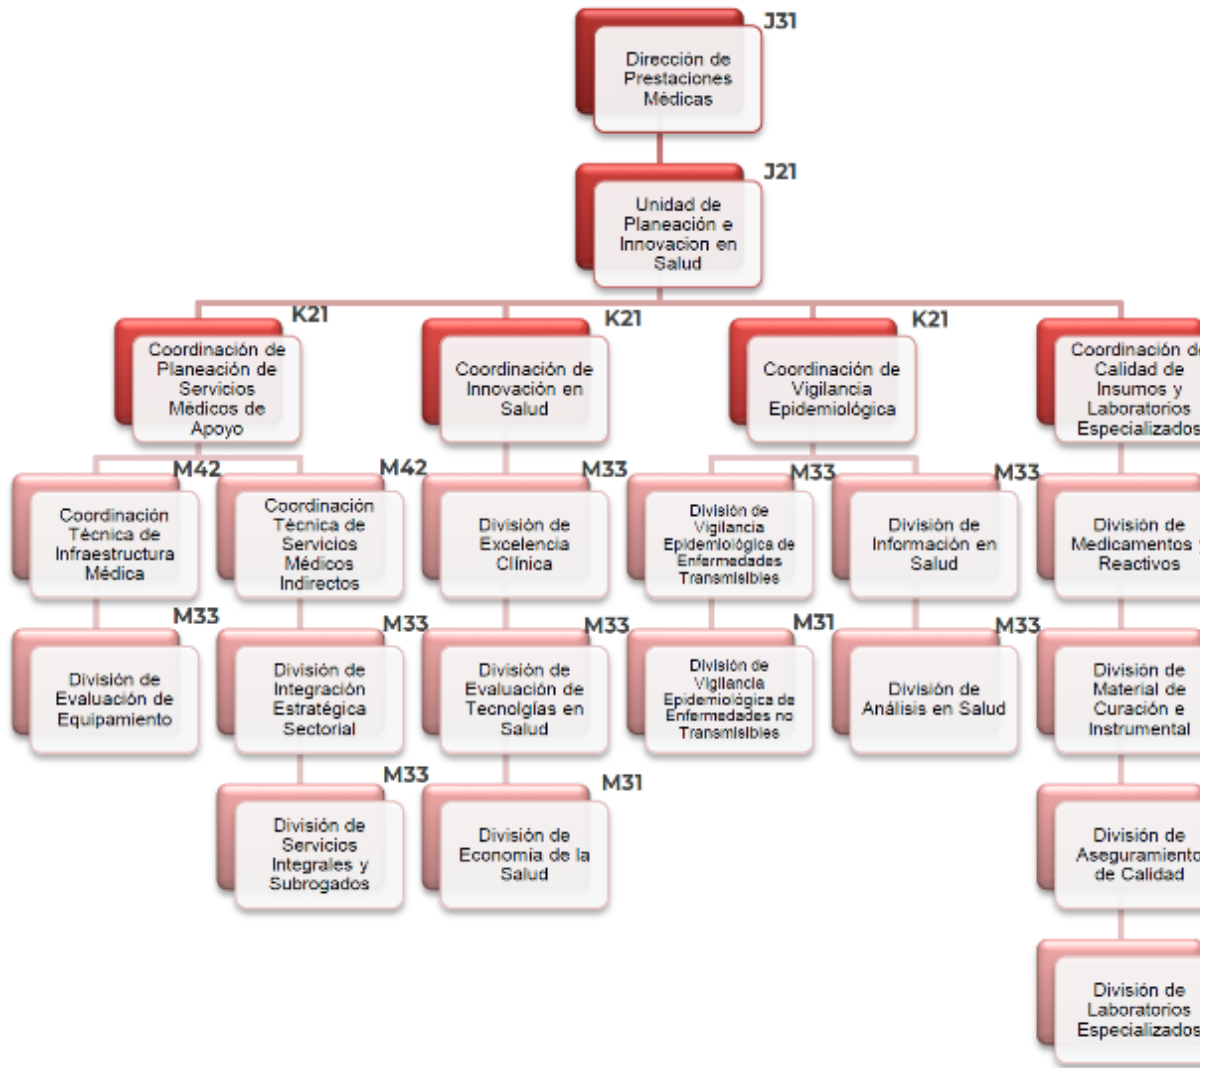 J31
Dirección de
Prestaciones
Médicas
J21
Unidad de
Planeación e
Innovacion en
Salud
K21
Coordinación de
Planeación de
Servicios
Médicos de
Apoyo
K21
Coordinación de
Innovación en
Salud
K21
Coordinación de
Vigilancia
Epidemiológica
Coordinación de
Calidad de
Insumos y
Laboratorios
Especializados
M42
Coordinación
Técnica de
Infraestructura
Médica
M42
Coordinación
Técnica de
Servicios
Médicos
Indirectos
M33
División de
Excelencia
Clínica
M33
División de
Vigilancia
Epidemiológica de
Enfermedades
Transmisibles
M33
División de
Información en
Salud
División de
Medicamentos y
Reactivos
M33
División de
Evaluación de
Equipamiento
M33
División de
Integración
Estratégica
Sectorial
M33
División de
Evaluación de
Tecnolgías en
Salud
M31
División de
Vigilancia
Epidemiológica de
Enfermedades no
Transmisibles
M33
División de
Análisis en Salud
División de
Material de
Curación e
Instrumental
M33
División de
Servicios
Integrales y
Subrogados
M31
División de
Economía de la
Salud
División de
Aseguramiento
de Calidad
División de
Laboratorios
Especializados